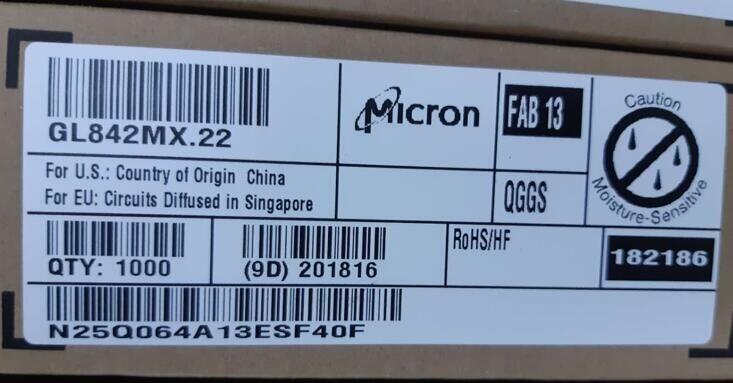 GL842MX.22
Micron
FAB 13
Caution
Moisture-Sensitive
For U.S.: Country of Origin China
For EU: Circuits Diffused in Singapore
QGGS
QTY: 1000
(9D) 201816
RoHS/HF
182186
N25Q064A13ESF40F